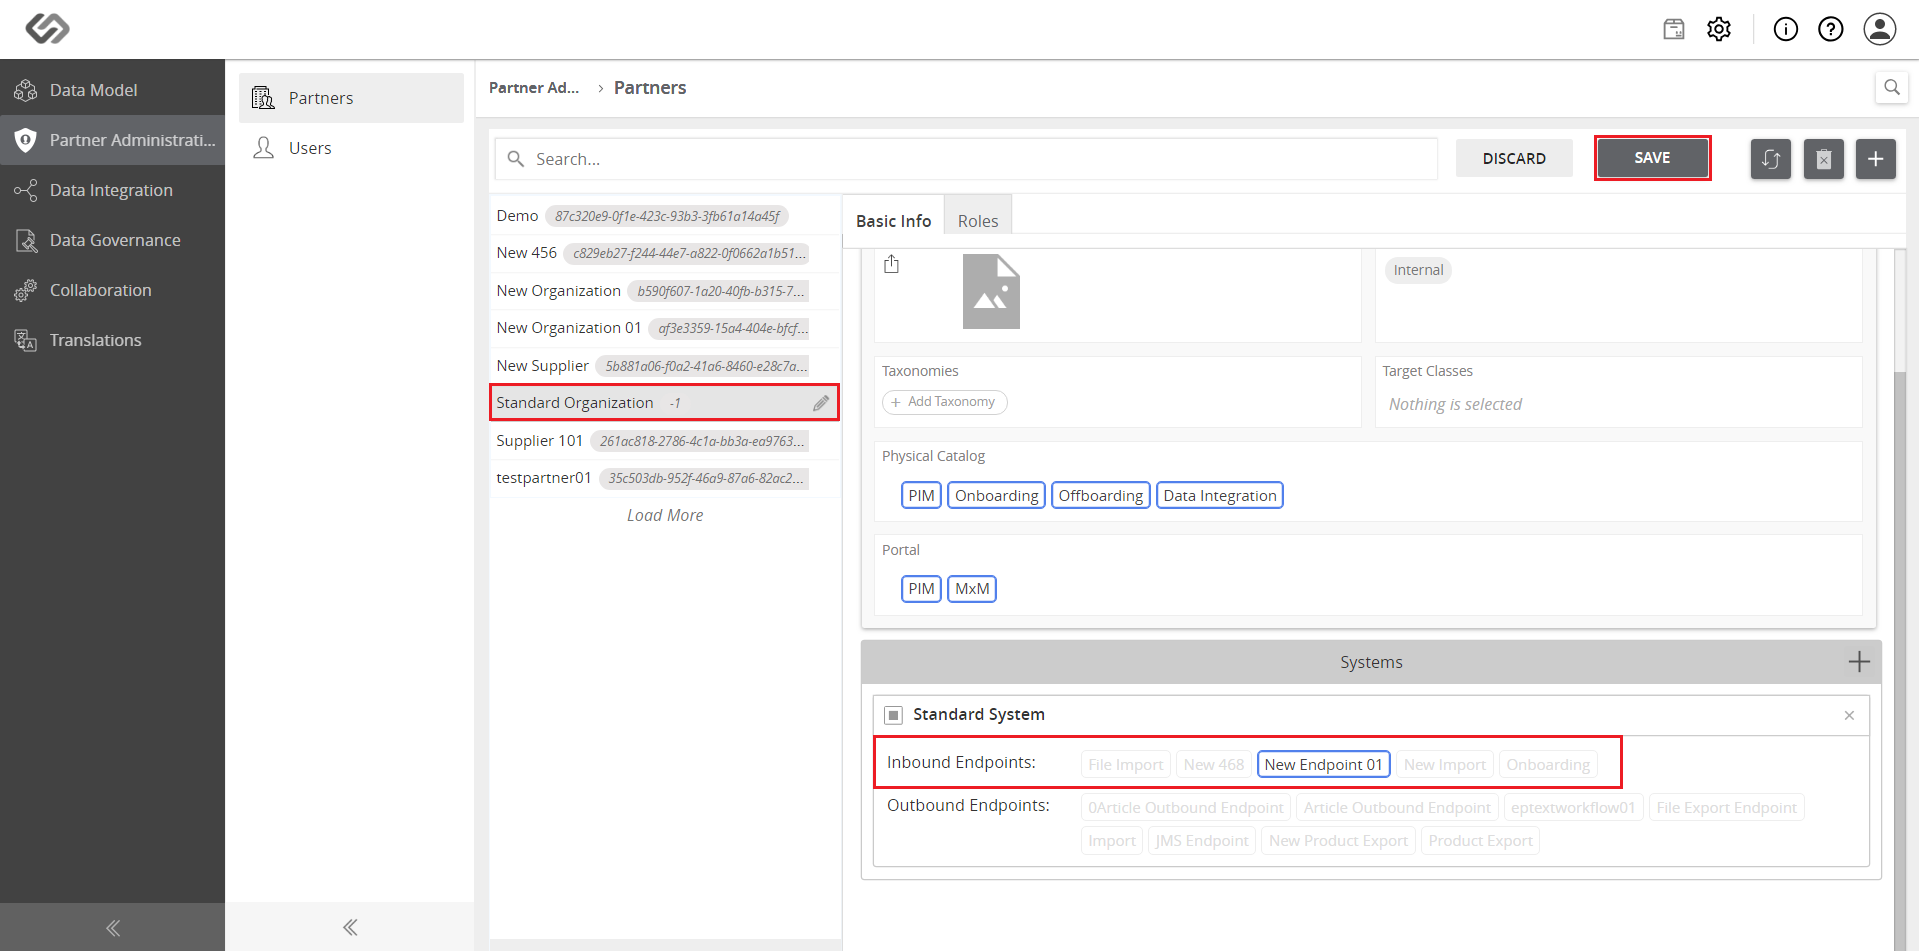 Data Model
Partner Administrati...
Data Integration
Data Governance
Collaboration
Translations
Partners
Users
Partner Ad... › Partners
Search...
DISCARD
SAVE
Demo 87c320e9-0f1e-423c-93b3-3fb61a14a45f
New 456 c829eb27-f244-44e7-a822-0f0662a1b51...
New Organization b590f607-1a20-40fb-b315-7...
New Organization 01 af3e3359-15a4-404e-bfcf...
New Supplier 5b881a06-f0a2-41a6-8460-e28c7a...
Standard Organization -1
Supplier 101 261ac818-2786-4c1a-bb3a-ea9763...
testpartner01 35c503db-952f-46a9-87a6-82ac2...
Load More
Basic Info Roles
Internal
Taxonomies
+ Add Taxonomy
Target Classes
Nothing is selected
Physical Catalog
PIM Onboarding Offboarding Data Integration
Portal
PIM MxM
Systems
Standard System
Inbound Endpoints: File Import New 468 New Endpoint 01 New Import Onboarding
Outbound Endpoints: 0Article Outbound Endpoint Article Outbound Endpoint eptextworkflow01 File Export Endpoint
Import JMS Endpoint New Product Export Product Export